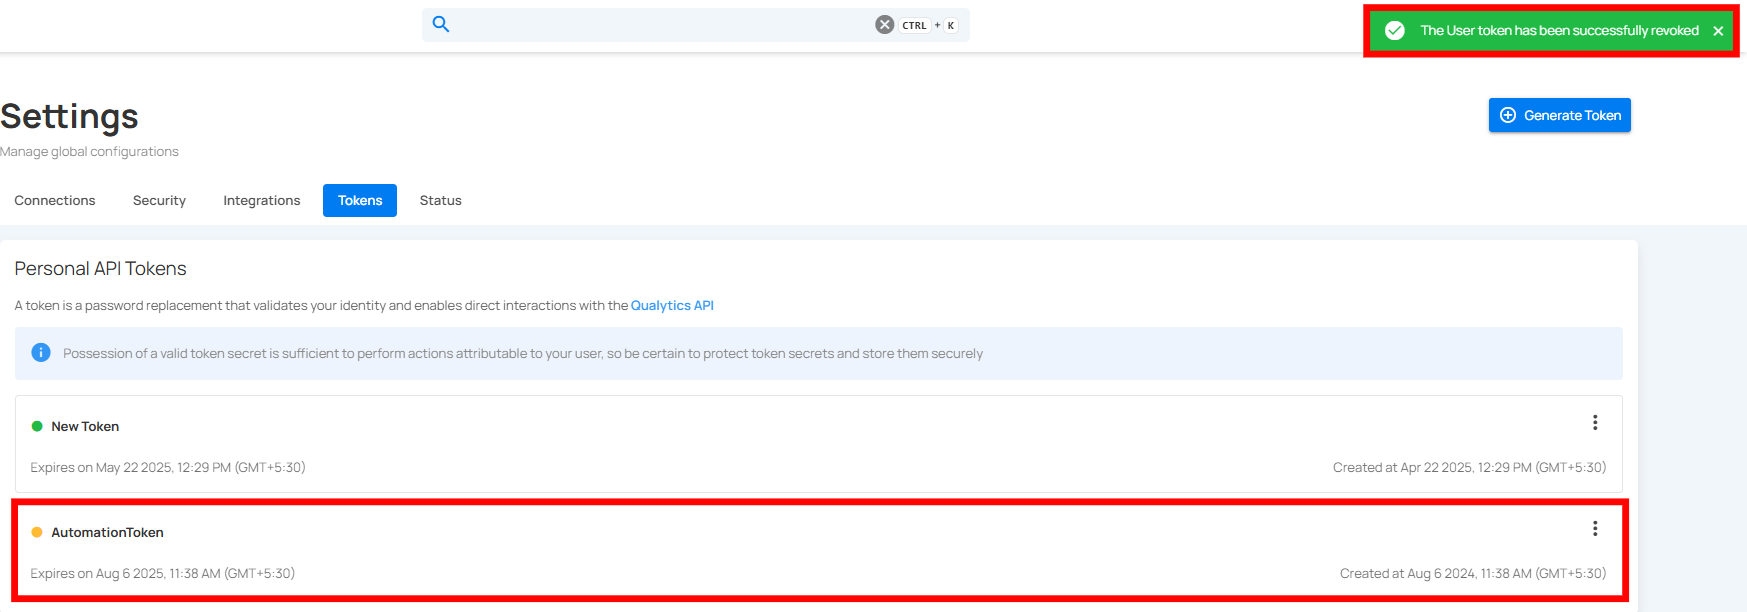 CTRL + K
The User token has been successfully revoked
Settings
Generate Token
Manage global configurations
Connections Security Integrations Tokens Status
Personal API Tokens
A token is a password replacement that validates your identity and enables direct interactions with the Qualytics API
Possession of a valid token secret is sufficient to perform actions attributable to your user, so be certain to protect token secrets and store them securely
New Token
Expires on May 22 2025, 12:29 PM (GMT+5:30) Created at Apr 22 2025, 12:29 PM (GMT+5:30)
AutomationToken
Expires on Aug 6 2025, 11:38 AM (GMT+5:30) Created at Aug 6 2024, 11:38 AM (GMT+5:30)